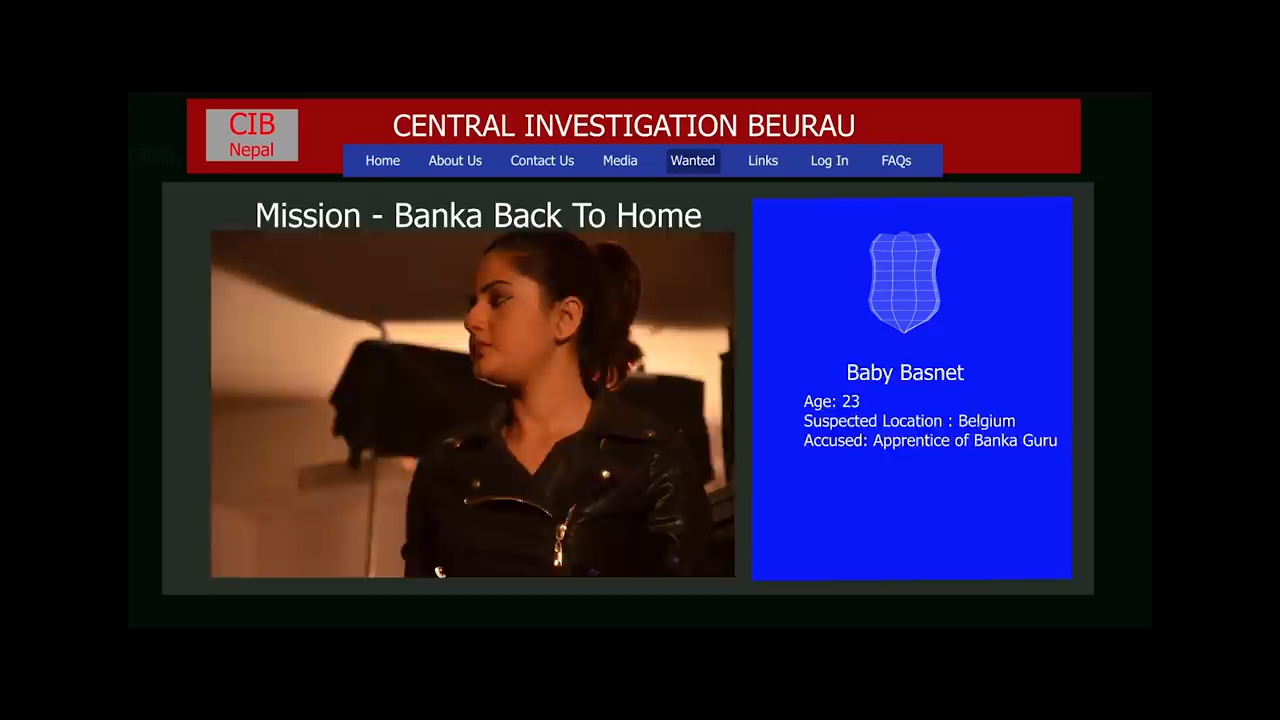 CIB
Nepal
CENTRAL INVESTIGATION BEURAU
Home About Us Contact Us Media Wanted Links Log In FAQs
Mission - Banka Back To Home
Baby Basnet
Age: 23
Suspected Location : Belgium
Accused: Apprentice of Banka Guru